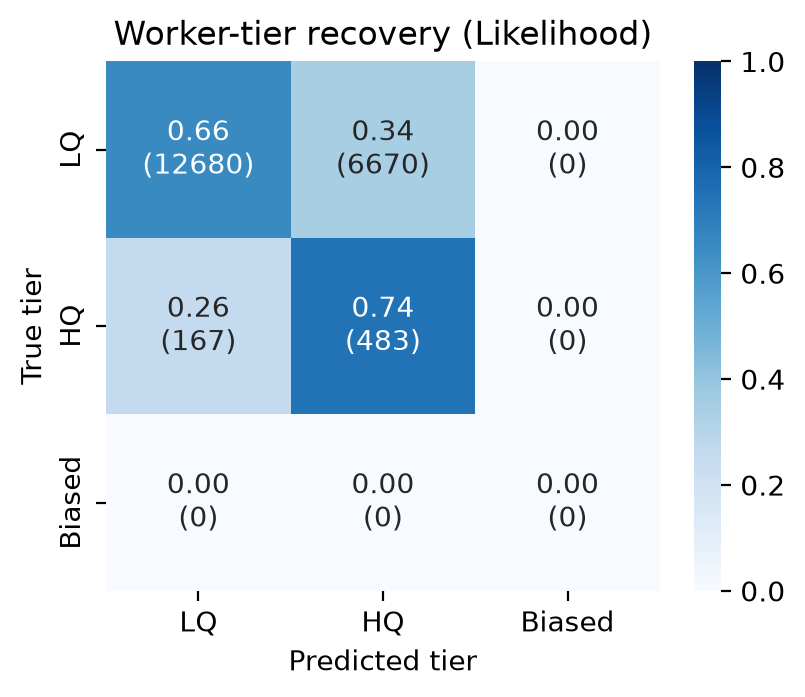 Worker-tier recovery (Likelihood)
True tier
LQ
HQ
Biased
0.66
(12680)
0.34
(6670)
0.00
(0)
0.26
(167)
0.74
(483)
0.00
(0)
0.00
(0)
0.00
(0)
0.00
(0)
LQ
HQ
Biased
Predicted tier
1.0
0.8
0.6
0.4
0.2
0.0